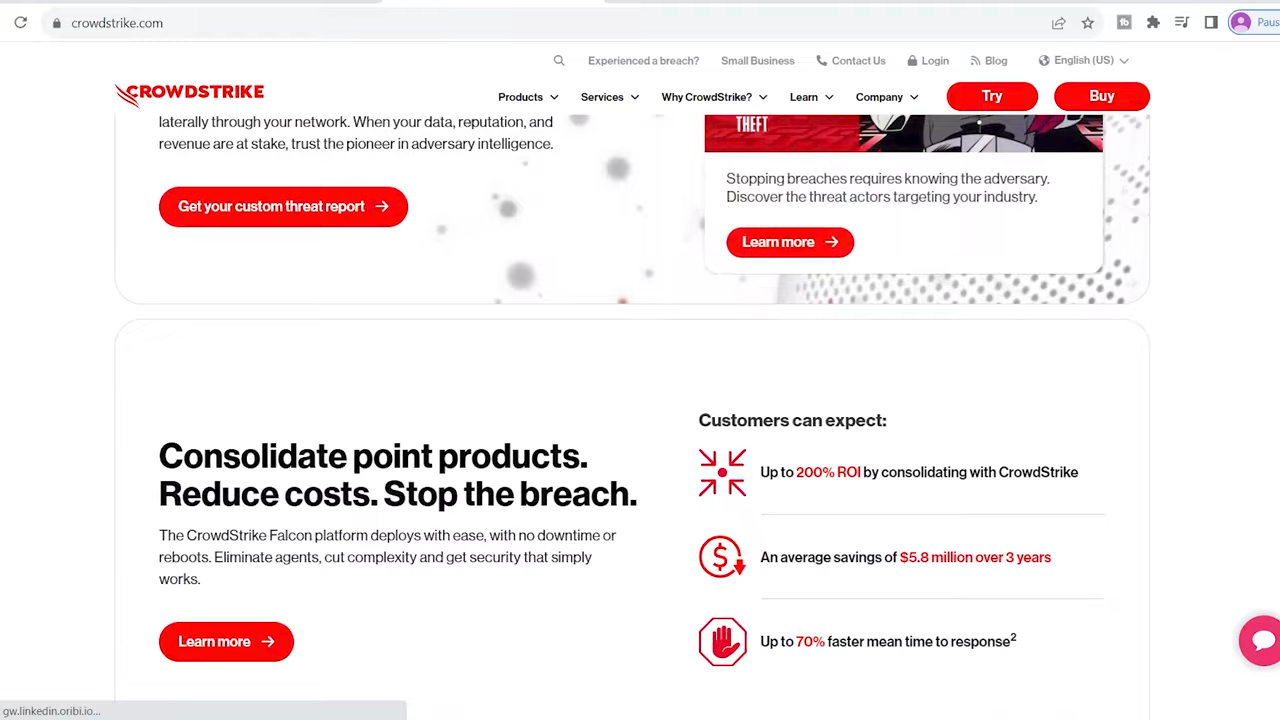 crowdstrike.com
Paus
Experienced a breach?
Small Business
Contact Us
Login
Blog
English (US)
CROWDSTRIKE
Products
Services
Why CrowdStrike?
Learn
Company
Try
Buy
laterally through your network. When your data, reputation, and
revenue are at stake, trust the pioneer in adversary intelligence.
Get your custom threat report
THEFT
Stopping breaches requires knowing the adversary.
Discover the threat actors targeting your industry.
Learn more
Consolidate point products.
Reduce costs. Stop the breach.
The CrowdStrike Falcon platform deploys with ease, with no downtime or
reboots. Eliminate agents, cut complexity and get security that simply
works.
Learn more
Customers can expect:
Up to 200% ROI by consolidating with CrowdStrike
An average savings of $5.8 million over 3 years
Up to 70% faster mean time to response2
gw.linkedin.oribi.io...